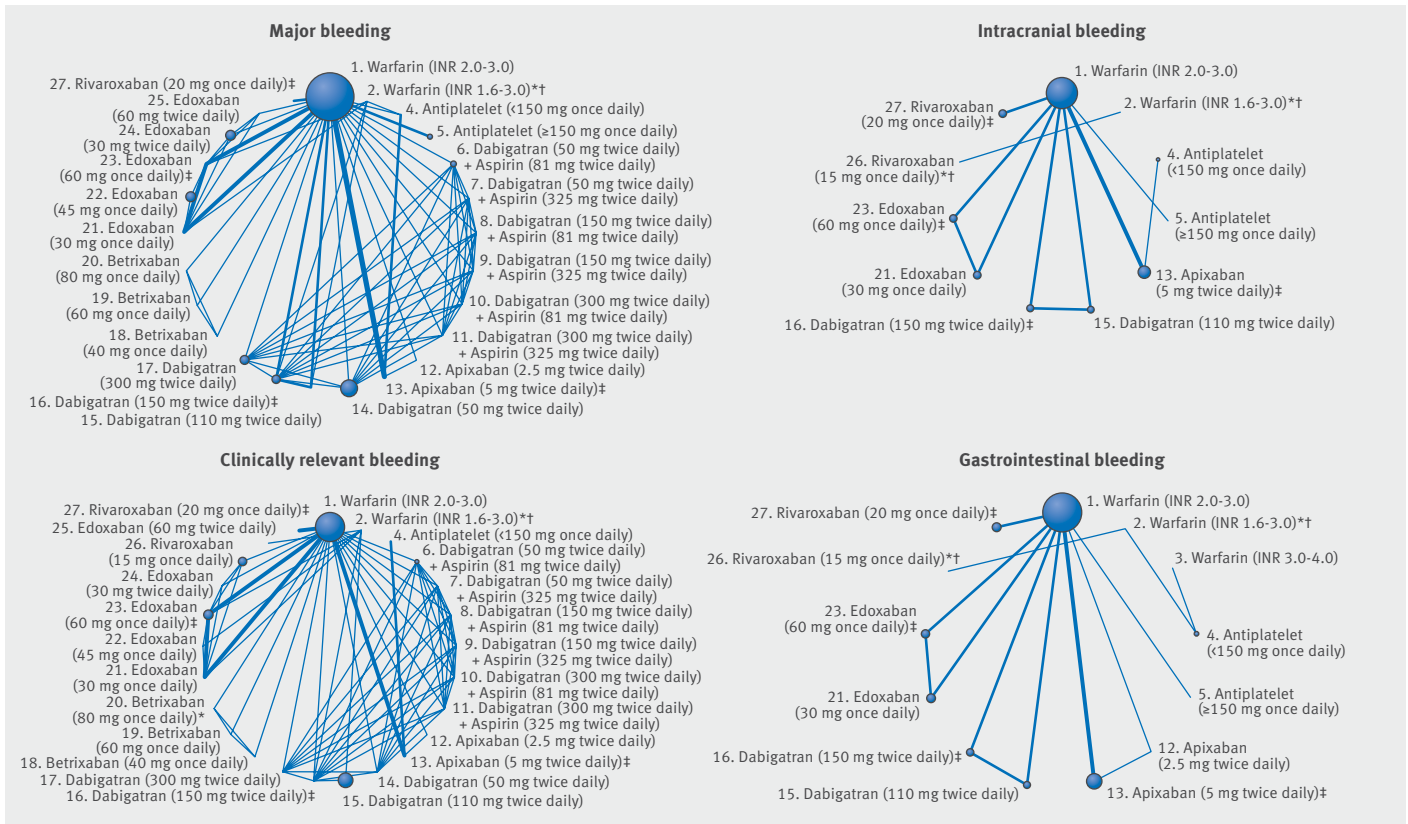 Major bleeding
1. Warfarin (INR 2.0-3.0)
2. Warfarin (INR 1.6-3.0)*†
4. Antiplatelet (<150 mg once daily)
5. Antiplatelet (≥150 mg once daily)
6. Dabigatran (50 mg twice daily)
+ Aspirin (81 mg twice daily)
7. Dabigatran (50 mg twice daily)
+ Aspirin (325 mg twice daily)
8. Dabigatran (150 mg twice daily)
+ Aspirin (81 mg twice daily)
9. Dabigatran (150 mg twice daily)
+ Aspirin (325 mg twice daily)
10. Dabigatran (300 mg twice daily)
+ Aspirin (81 mg twice daily)
11. Dabigatran (300 mg twice daily)
+ Aspirin (325 mg twice daily)
12. Apixaban (2.5 mg twice daily)
13. Apixaban (5 mg twice daily)‡
14. Dabigatran (50 mg twice daily)
15. Dabigatran (110 mg twice daily)
16. Dabigatran (150 mg twice daily)‡
17. Dabigatran
(300 mg twice daily)
18. Betrixaban
(40 mg once daily)
19. Betrixaban
(60 mg once daily)
20. Betrixaban
(80 mg once daily)
21. Edoxaban
(30 mg once daily)
22. Edoxaban
(45 mg once daily)
23. Edoxaban
(60 mg once daily)‡
24. Edoxaban
(30 mg twice daily)
25. Edoxaban
(60 mg twice daily)
27. Rivaroxaban (20 mg once daily)‡
Intracranial bleeding
1. Warfarin (INR 2.0-3.0)
2. Warfarin (INR 1.6-3.0)*†
4. Antiplatelet
(<150 mg once daily)
5. Antiplatelet
(≥150 mg once daily)
13. Apixaban
(5 mg twice daily)‡
15. Dabigatran (110 mg twice daily)
16. Dabigatran (150 mg twice daily)‡
21. Edoxaban
(30 mg once daily)
23. Edoxaban
(60 mg once daily)‡
26. Rivaroxaban
(15 mg once daily)*†
27. Rivaroxaban
(20 mg once daily)‡
Clinically relevant bleeding
1. Warfarin (INR 2.0-3.0)
2. Warfarin (INR 1.6-3.0)*†
4. Antiplatelet (<150 mg once daily)
6. Dabigatran (50 mg twice daily)
+ Aspirin (81 mg twice daily)
7. Dabigatran (50 mg twice daily)
+ Aspirin (325 mg twice daily)
8. Dabigatran (150 mg twice daily)
+ Aspirin (81 mg twice daily)
9. Dabigatran (150 mg twice daily)
+ Aspirin (325 mg twice daily)
10. Dabigatran (300 mg twice daily)
+ Aspirin (81 mg twice daily)
11. Dabigatran (300 mg twice daily)
+ Aspirin (325 mg twice daily)
12. Apixaban (2.5 mg twice daily)
13. Apixaban (5 mg twice daily)‡
14. Dabigatran (50 mg twice daily)
15. Dabigatran (110 mg twice daily)
16. Dabigatran (150 mg twice daily)‡
17. Dabigatran (300 mg twice daily)
18. Betrixaban (40 mg once daily)
19. Betrixaban
(60 mg once daily)
20. Betrixaban
(80 mg once daily)*
21. Edoxaban
(30 mg once daily)
22. Edoxaban
(45 mg once daily)
23. Edoxaban
(60 mg once daily)‡
24. Edoxaban
(30 mg twice daily)
26. Rivaroxaban
(15 mg once daily)
25. Edoxaban (60 mg twice daily)
27. Rivaroxaban (20 mg once daily)‡
Gastrointestinal bleeding
1. Warfarin (INR 2.0-3.0)
2. Warfarin (INR 1.6-3.0)*†
3. Warfarin (INR 3.0-4.0)
4. Antiplatelet
(<150 mg once daily)
5. Antiplatelet
(≥150 mg once daily)
12. Apixaban
(2.5 mg twice daily)
13. Apixaban (5 mg twice daily)‡
15. Dabigatran (110 mg twice daily)
16. Dabigatran (150 mg twice daily)‡
21. Edoxaban
(30 mg once daily)
23. Edoxaban
(60 mg once daily)‡
26. Rivaroxaban (15 mg once daily)*†
27. Rivaroxaban (20 mg once daily)‡